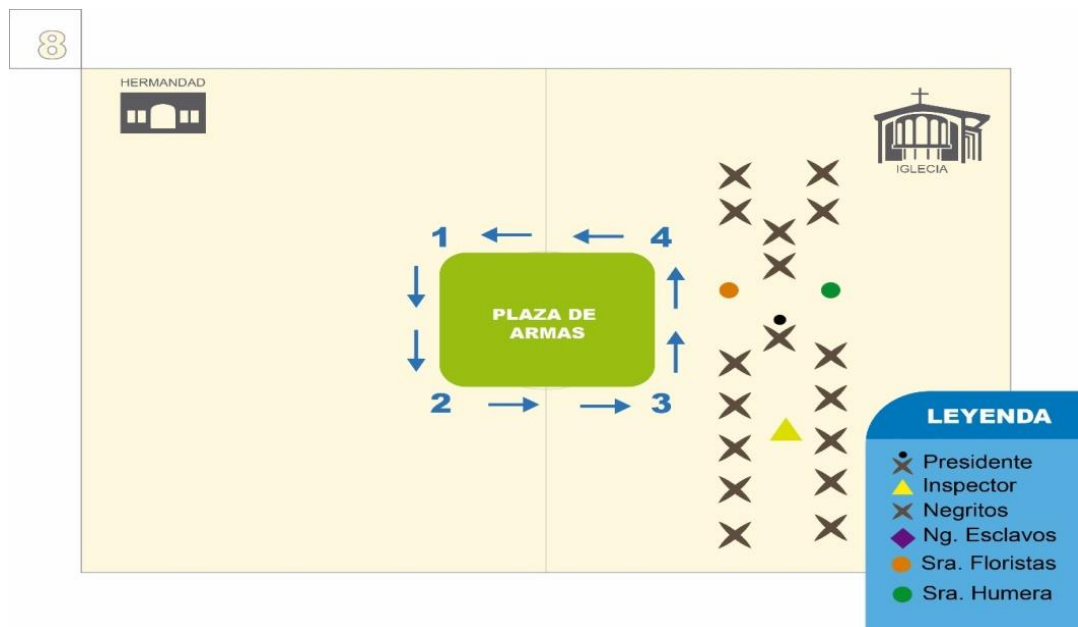 8
HERMANDAD
IGLECIA
1
4
PLAZA DE
ARMAS
2
3
LEYENDA
Presidente
Inspector
Negritos
Ng. Esclavos
Sra. Floristas
Sra. Humera